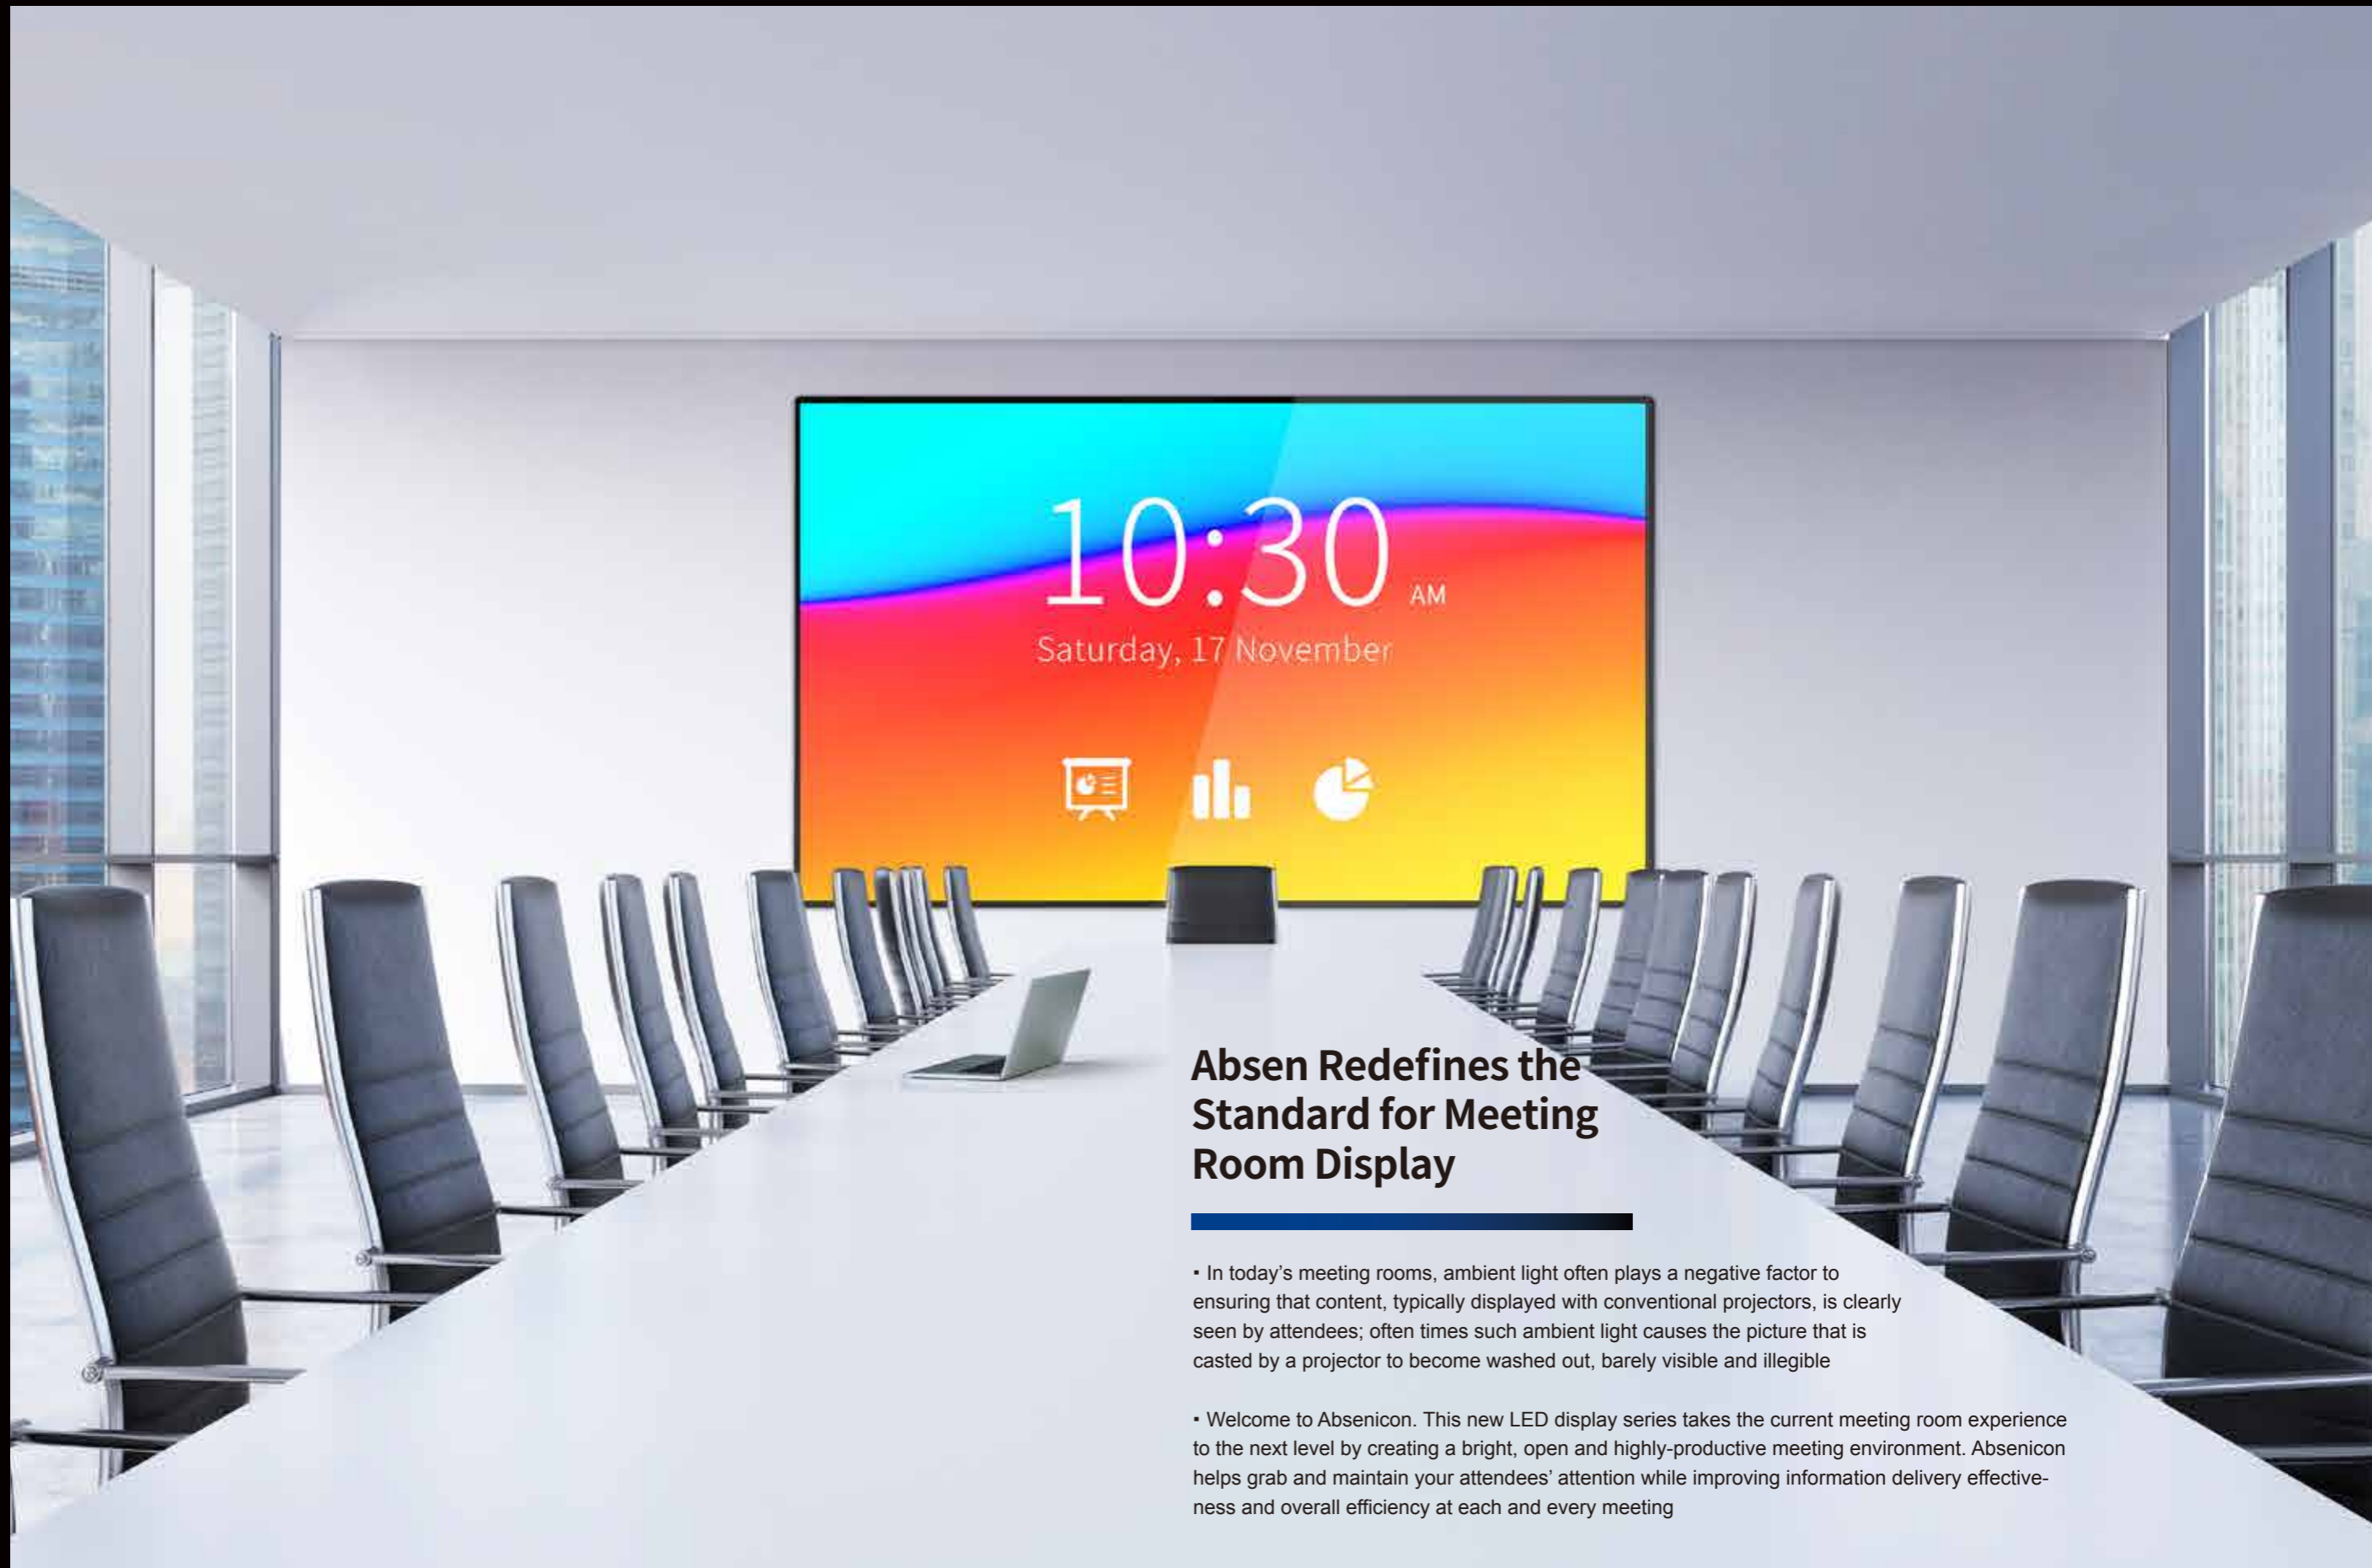 10:30 AM
Saturday, 17 November
Absen Redefines the
Standard for Meeting
Room Display
▪ In today’s meeting rooms, ambient light often plays a negative factor to
ensuring that content, typically displayed with conventional projectors, is clearly
seen by attendees; often times such ambient light causes the picture that is
casted by a projector to become washed out, barely visible and illegible
▪ Welcome to Absenicon. This new LED display series takes the current meeting room experience
to the next level by creating a bright, open and highly-productive meeting environment. Absenicon
helps grab and maintain your attendees’ attention while improving information delivery effective-
ness and overall efficiency at each and every meeting